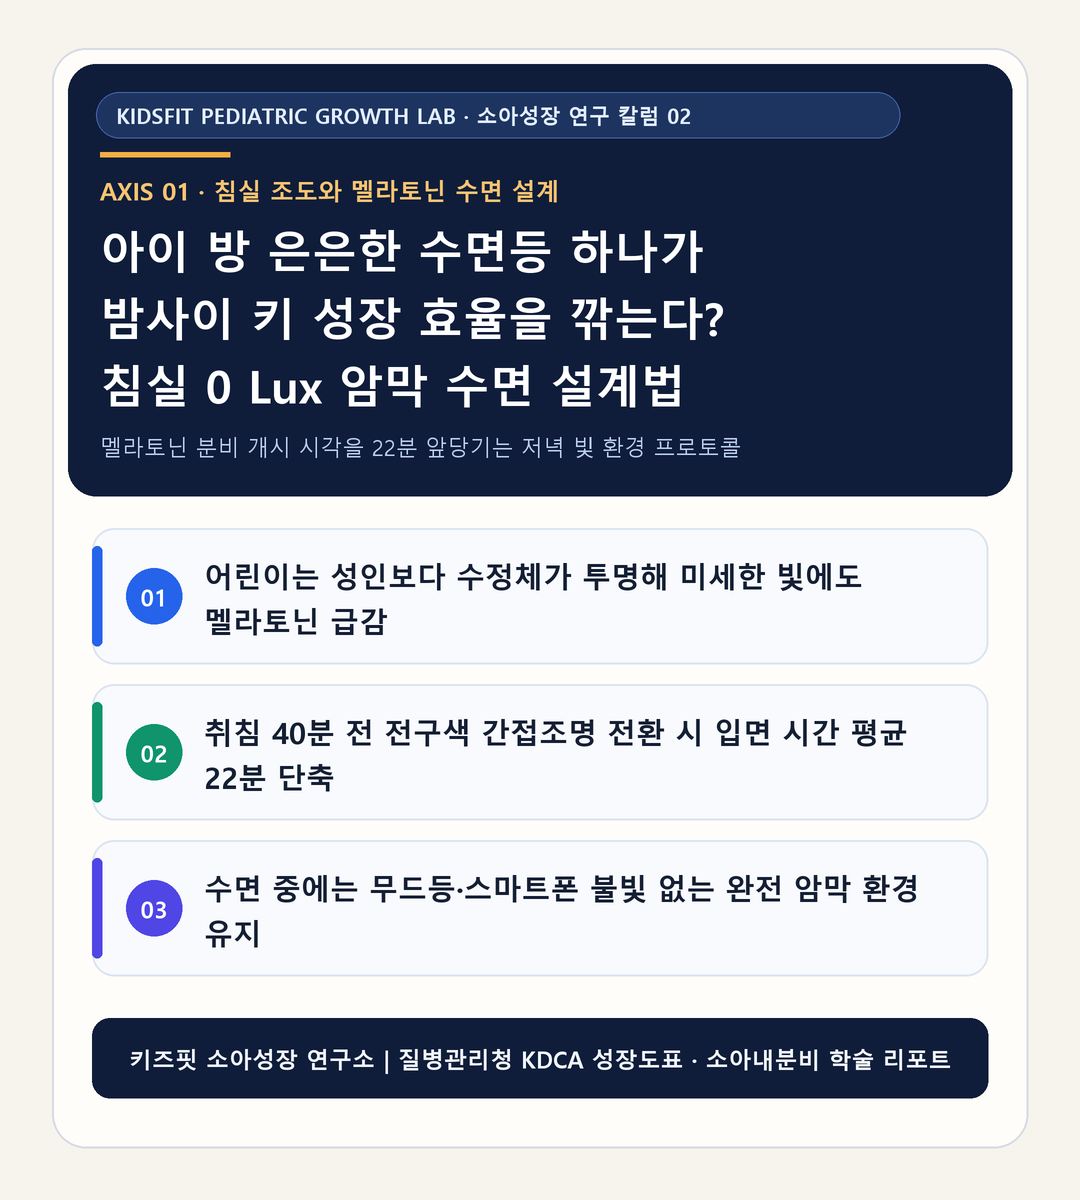 KIDSFIT PEDIATRIC GROWTH LAB · 소아성장 연구 칼럼 02
AXIS 01 · 침실 조도와 멜라토닌 수면 설계
아이 방 은은한 수면등 하나가
밤사이 키 성장 효율을 깎는다?
침실 0 Lux 암막 수면 설계법
멜라토닌 분비 개시 시각을 22분 앞당기는 저녁 빛 환경 프로토콜
01
어린이는 성인보다 수정체가 투명해 미세한 빛에도
멜라토닌 급감
02
취침 40분 전 전구색 간접조명 전환 시 입면 시간 평균
22분 단축
03
수면 중에는 무드등·스마트폰 불빛 없는 완전 암막 환경
유지
키즈핏 소아성장 연구소 | 질병관리청 KDCA 성장도표 · 소아내분비 학술 리포트